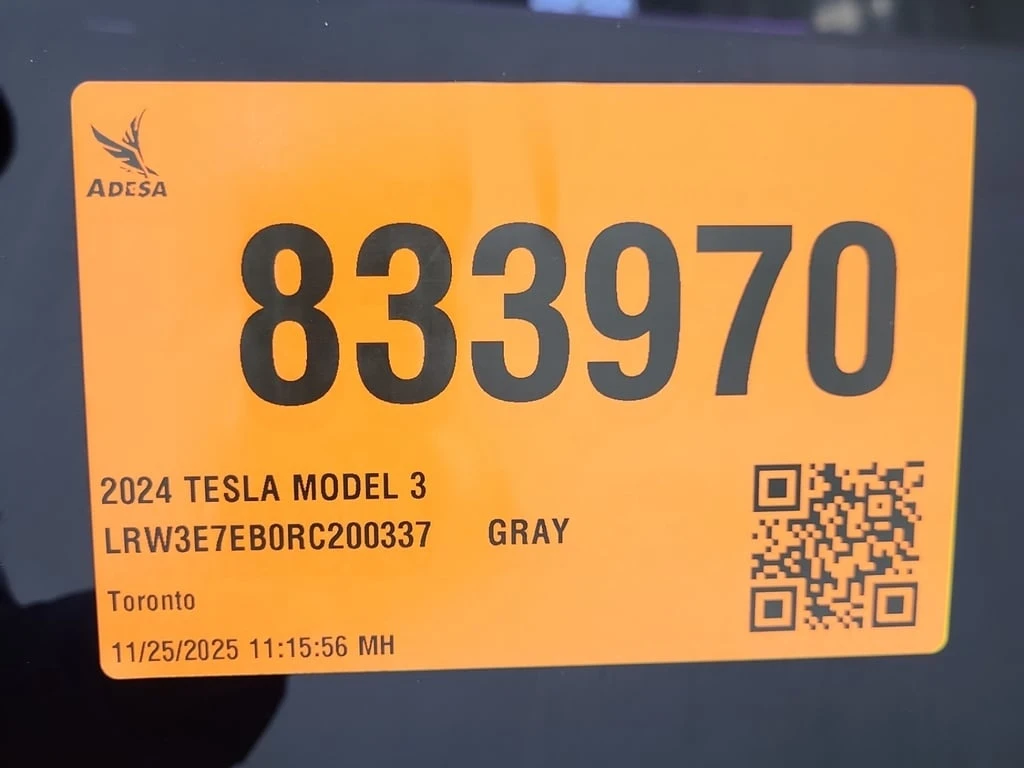 ADESA
833970
2024 TESLA MODEL 3
LRW3E7EB0RC200337 GRAY
Toronto
11/25/2025 11:15:56 MH